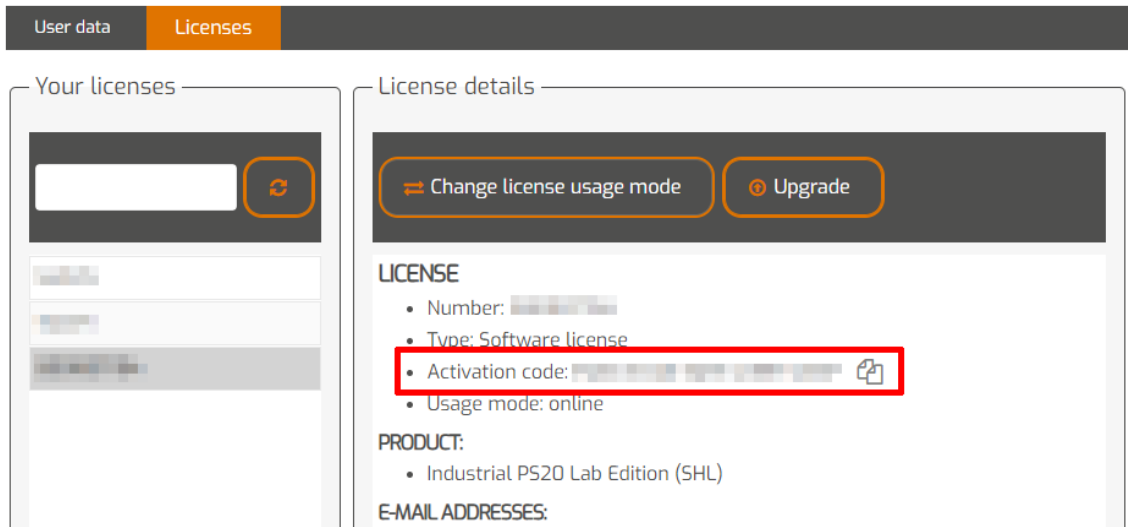 User data
Licenses
Your licenses
License details
Change license usage mode
Upgrade
LICENSE
Number:
Type: Software license
Activation code:
Usage mode: online
PRODUCT:
Industrial PS20 Lab Edition (SHL)
E-MAIL ADDRESSES: